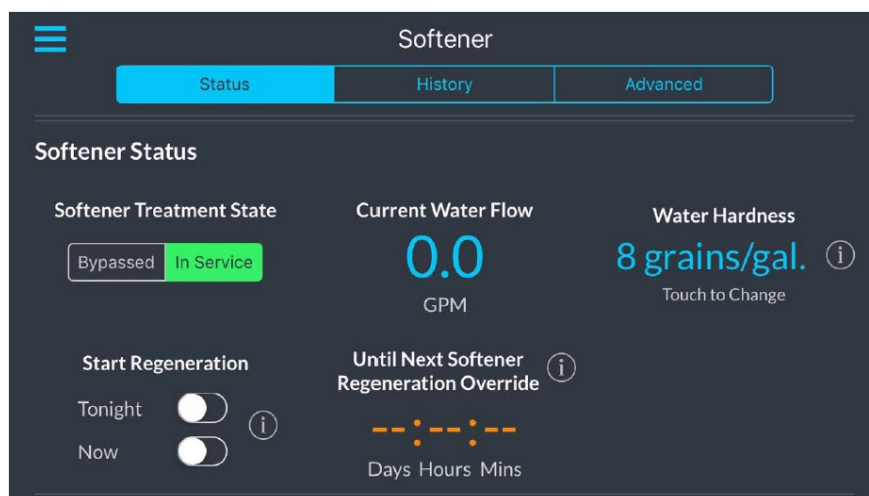 Softener
Status History Advanced
Softener Status
Softener Treatment State
Bypassed In Service
Current Water Flow
0.0
GPM
Water Hardness
8 grains/gal.
Touch to Change
Start Regeneration
Tonight
Now
Until Next Softener
Regeneration Override
--:--:--
Days Hours Mins